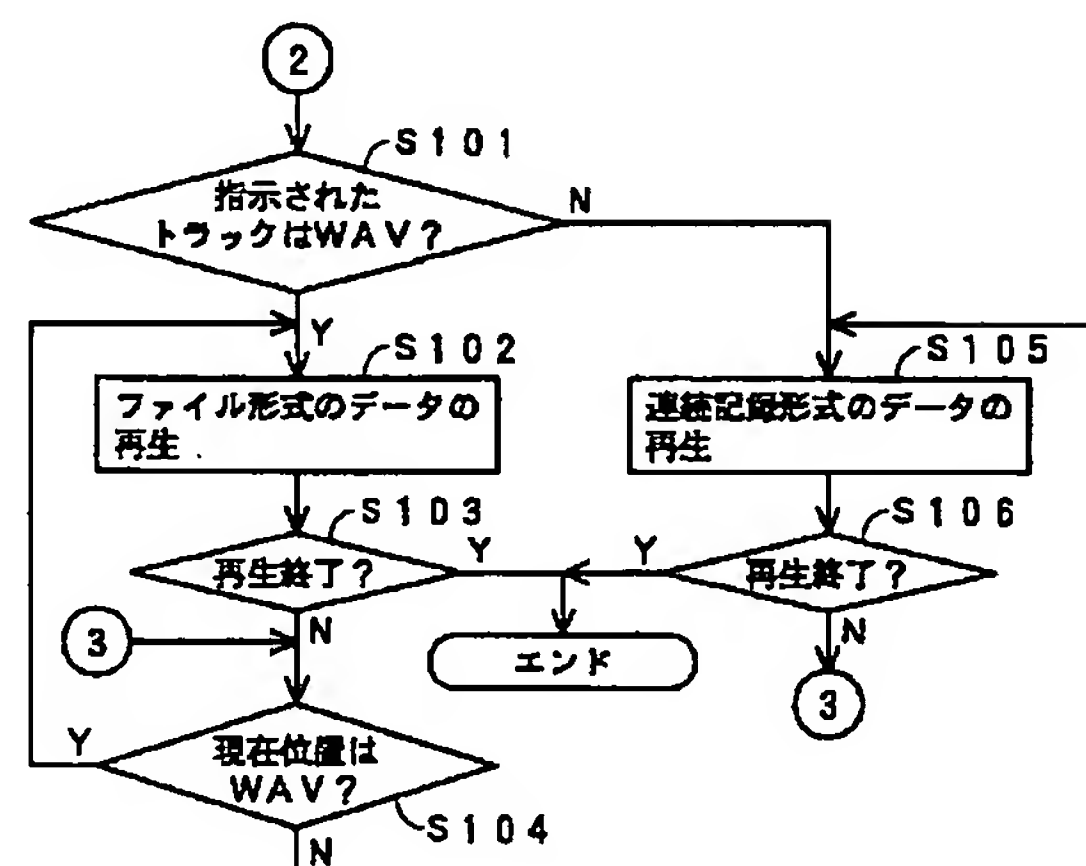 2
S101
指示された
トラックはWAV?
N
Y
S102
ファイル形式のデータの
再生
S105
連続記録形式のデータの
再生
S103
再生終了?
Y
N
S106
再生終了?
Y
N
エンド
3
3
現在位置は
WAV?
Y
S104
N